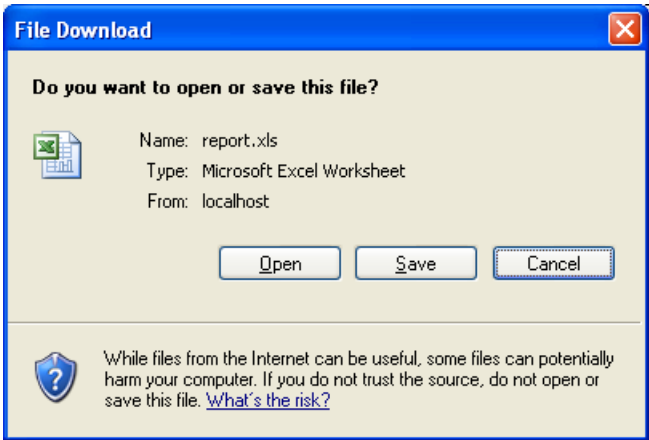 File Download
Do you want to open or save this file?
Name: report.xls
Type: Microsoft Excel Worksheet
From: localhost
Open Save Cancel
While files from the Internet can be useful, some files can potentially
harm your computer. If you do not trust the source, do not open or
save this file. What's the risk?